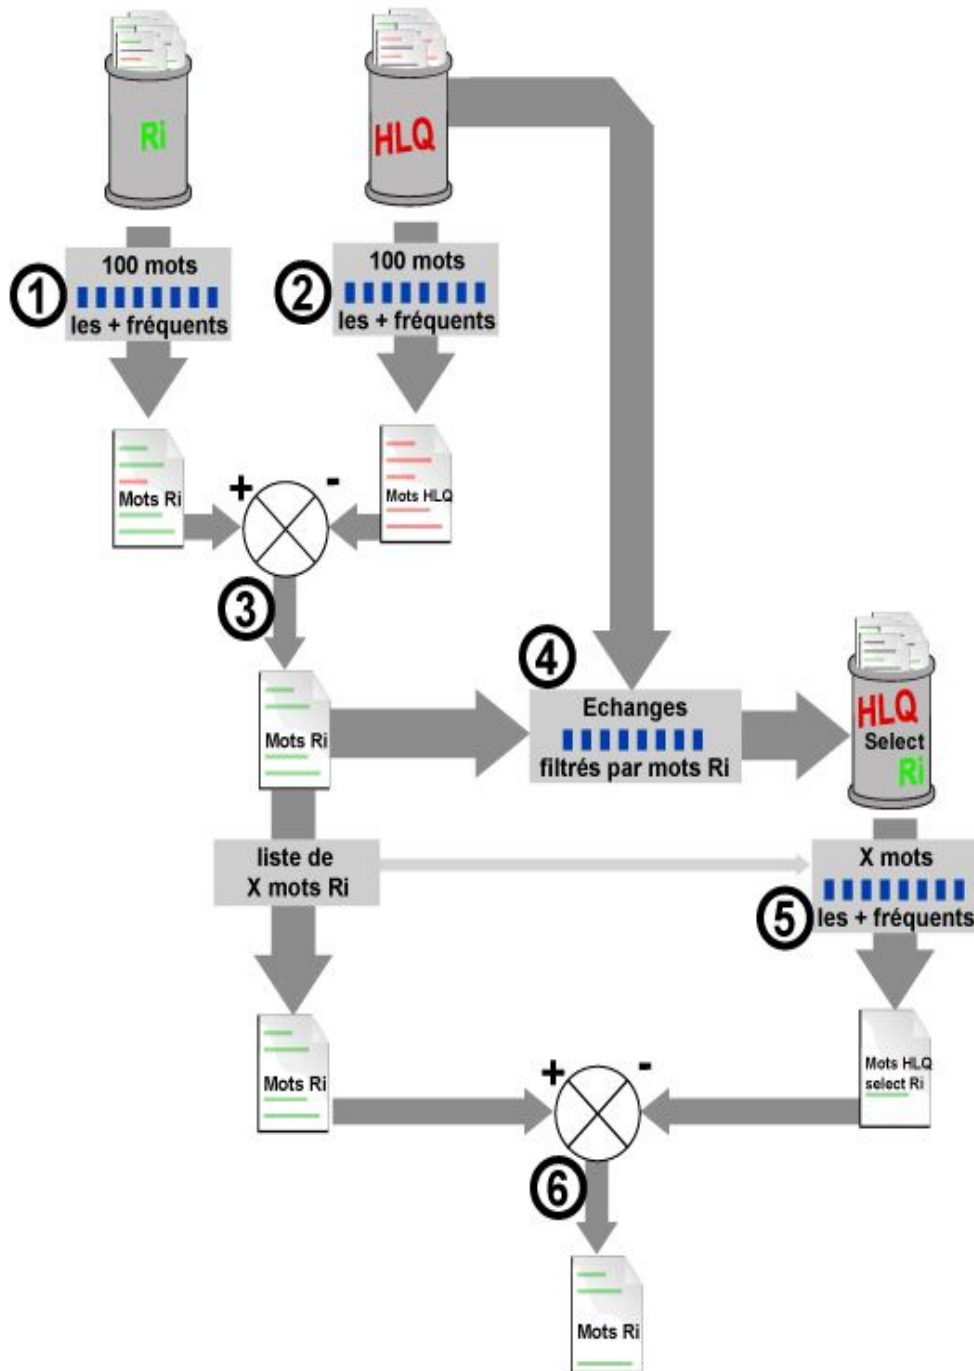 Ri
HLQ
100 mots
1
les + fréquents
100 mots
2
les + fréquents
Mots Ri
+
-
Mots HLQ
3
4
Mots Ri
Echanges
filtrés par mots Ri
HLQ
Select
Ri
liste de
X mots Ri
X mots
5
les + fréquents
Mots Ri
+
-
Mots HLQ
select Ri
6
Mots Ri